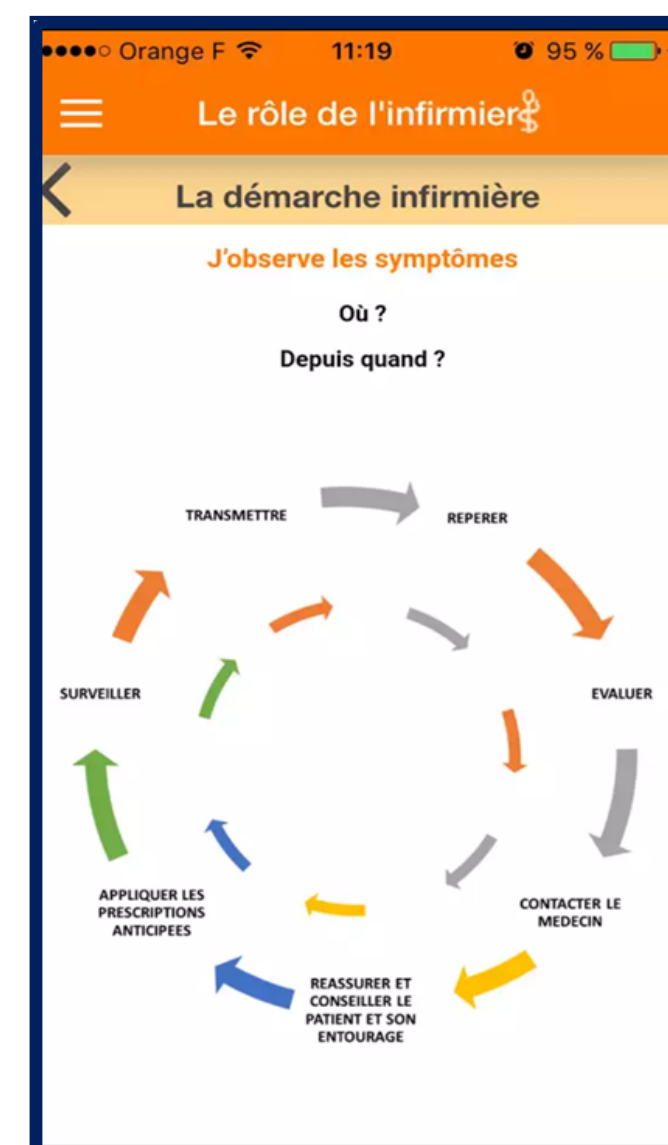 Orange F 11:19 95 %
Le rôle de l'infirmier
La démarche infirmière
J'observe les symptômes
Où ?
Depuis quand ?
TRANSMETTRE
REPERER
SURVEILLER
EVALUER
APPLIQUER LES
PRESCRIPTIONS
ANTICIPEES
CONTACTER LE
MEDECIN
REASSURER ET
CONSEILLER LE
PATIENT ET SON
ENTOURAGE